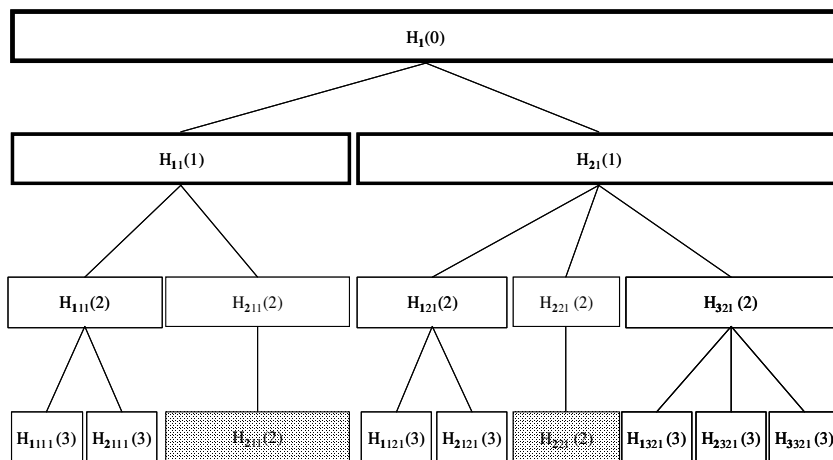 H₁(0)
H₁₁(1) H₂₁(1)
H₁₁₁(2) H₂₁₁(2) H₁₂₁(2) H₂₂₁(2) H₃₂₁(2)
H₁₁₁₁(3) H₂₁₁₁(3) H₂₁₁(2) H₁₁₂₁(3) H₂₁₂₁(3) H₂₂₁(2) H₁₃₂₁(3) H₂₃₂₁(3) H₃₃₂₁(3)